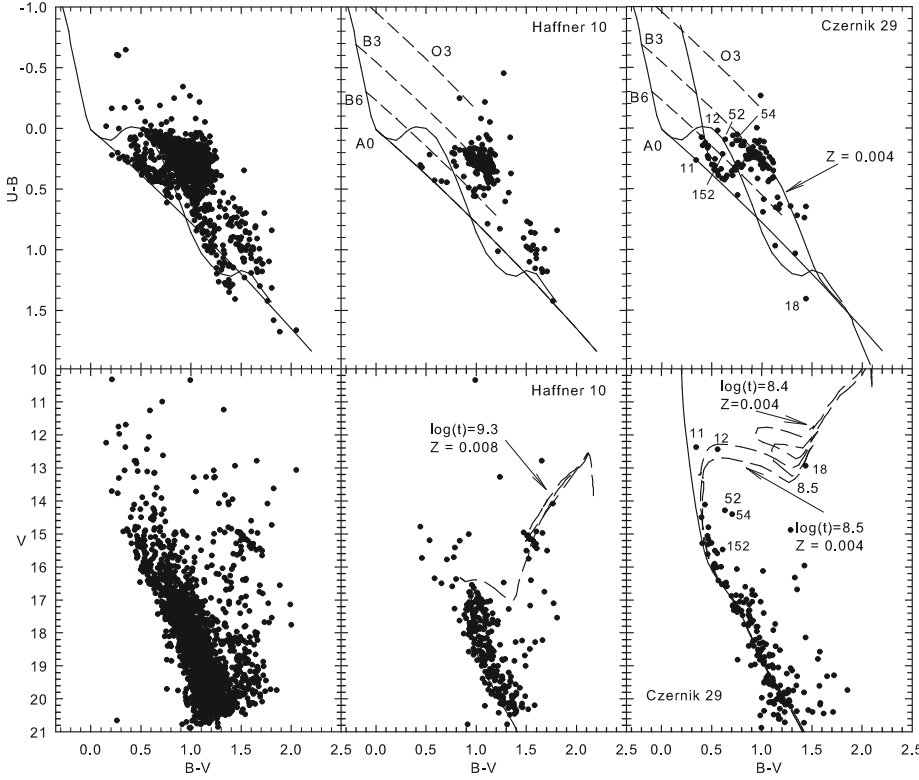 -1.0
-0.5
0.0
0.5
1.0
1.5
U-B
Haffner 10
B3
O3
B6
A0
Czernik 29
B3
O3
B6
A0
12
52
54
11
152
Z = 0.004
18
10
11
12
13
14
15
16
17
18
19
20
21
V
Haffner 10
log(t)=9.3
Z = 0.008
log(t)=8.4
Z=0.004
11
12
18
8.5
52
54
log(t)=8.5
Z = 0.004
152
Czernik 29
0.0 0.5 1.0 1.5 2.0
B-V
0.0 0.5 1.0 1.5 2.0
B-V
0.0 0.5 1.0 1.5 2.0 2.5
B-V